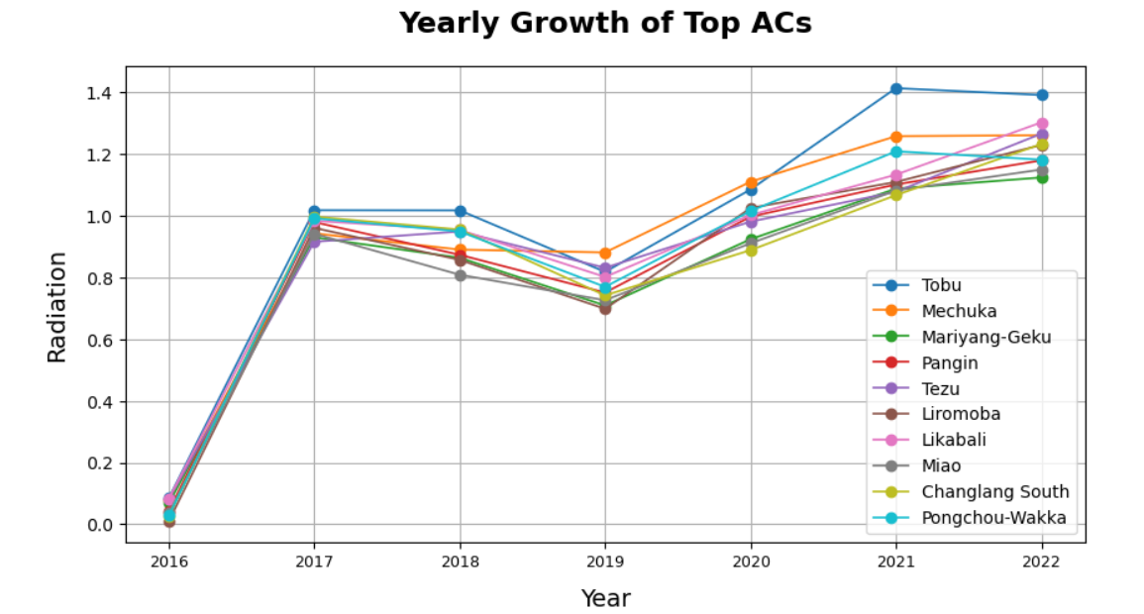 Yearly Growth of Top ACs
1.4
1.2
1.0
0.8
0.6
0.4
0.2
0.0
Radiation
Tobu
Mechuka
Mariyang-Geku
Pangin
Tezu
Liromoba
Likabali
Miao
Changlang South
Pongchou-Wakka
2016 2017 2018 2019 2020 2021 2022
Year